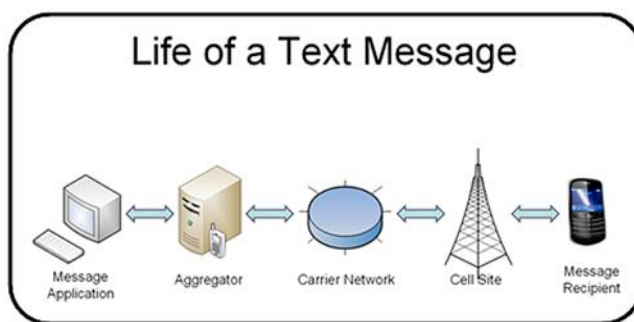 Life of a Text Message
Message
Application
Aggregator
Carrier Network
Cell Site
Message
Recipient